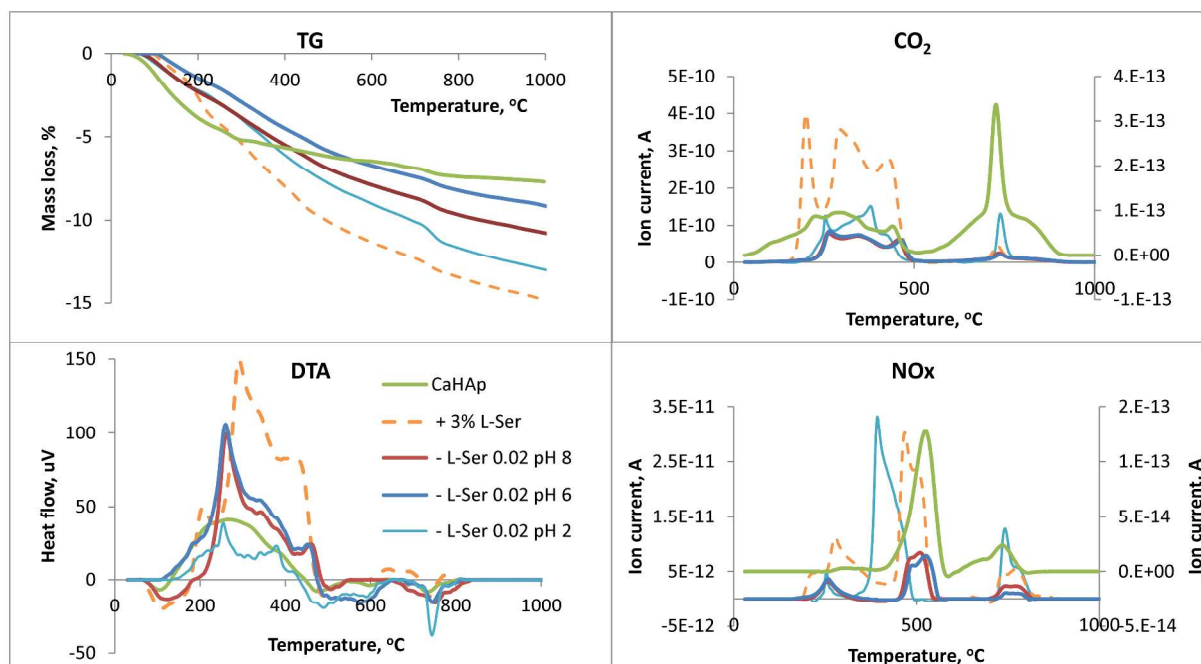 TG
0
0 200 400 600 800 1000
Temperature, °C
-5
-10
-15
Mass loss, %
CO2
5E-10
4E-10
3E-10
2E-10
1E-10
0
-1E-10
Ion current, A
4.E-13
3.E-13
2.E-13
1.E-13
0.E+00
-1.E-13
Ion current, A
0 500 1000
Temperature, °C
DTA
150
100
50
0
-50
Heat flow, uV
0 200 400 600 800 1000
Temperature, °C
CaHAp
+ 3% L-Ser
- L-Ser 0.02 pH 8
- L-Ser 0.02 pH 6
- L-Ser 0.02 pH 2
NOx
3.5E-11
2.5E-11
1.5E-11
5E-12
-5E-12
Ion current, A
2.E-13
1.E-13
5.E-14
0.E+00
-5.E-14
Ion current, A
0 500 1000
Temperature, °C